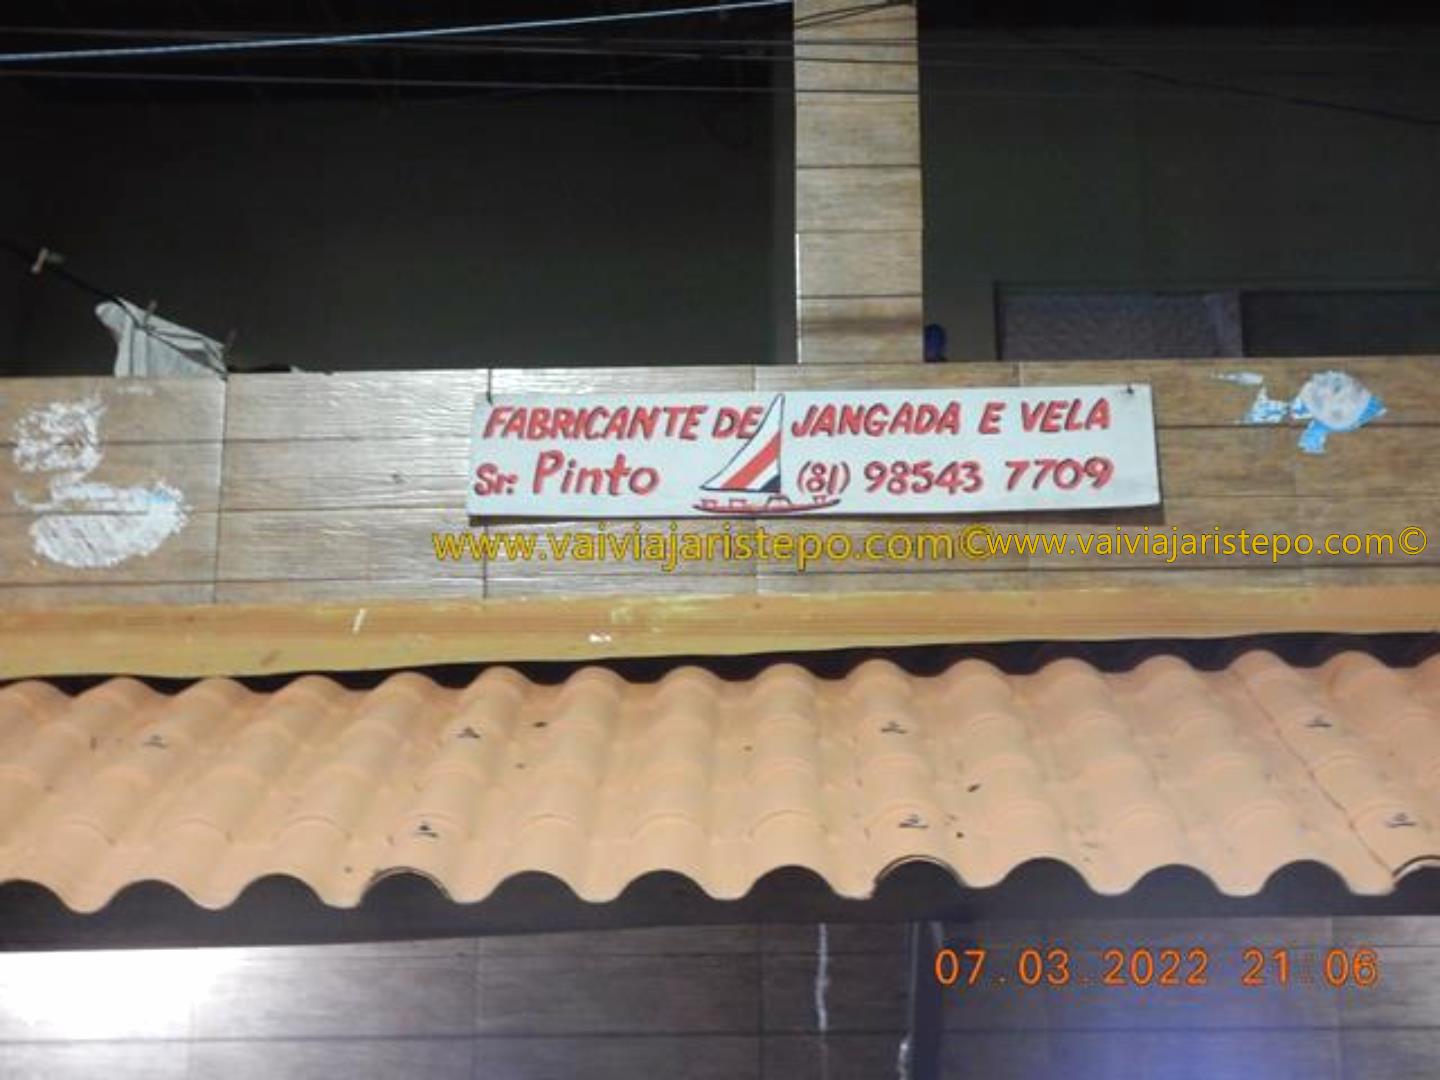 FABRICANTE DE JANGADA E VELA
Sr: Pinto (81) 98543 7709
www.vaiviajaristepo.com©www.vaiviajaristepo.com©
07.03.2022 21:06